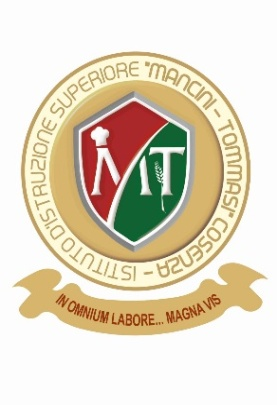 ISTITUTO D'ISTRUZIONE SUPERIORE "MANCINI - TOMMASI" COSENZA -
MT
IN OMNIUM LABORE... MAGNA VIS